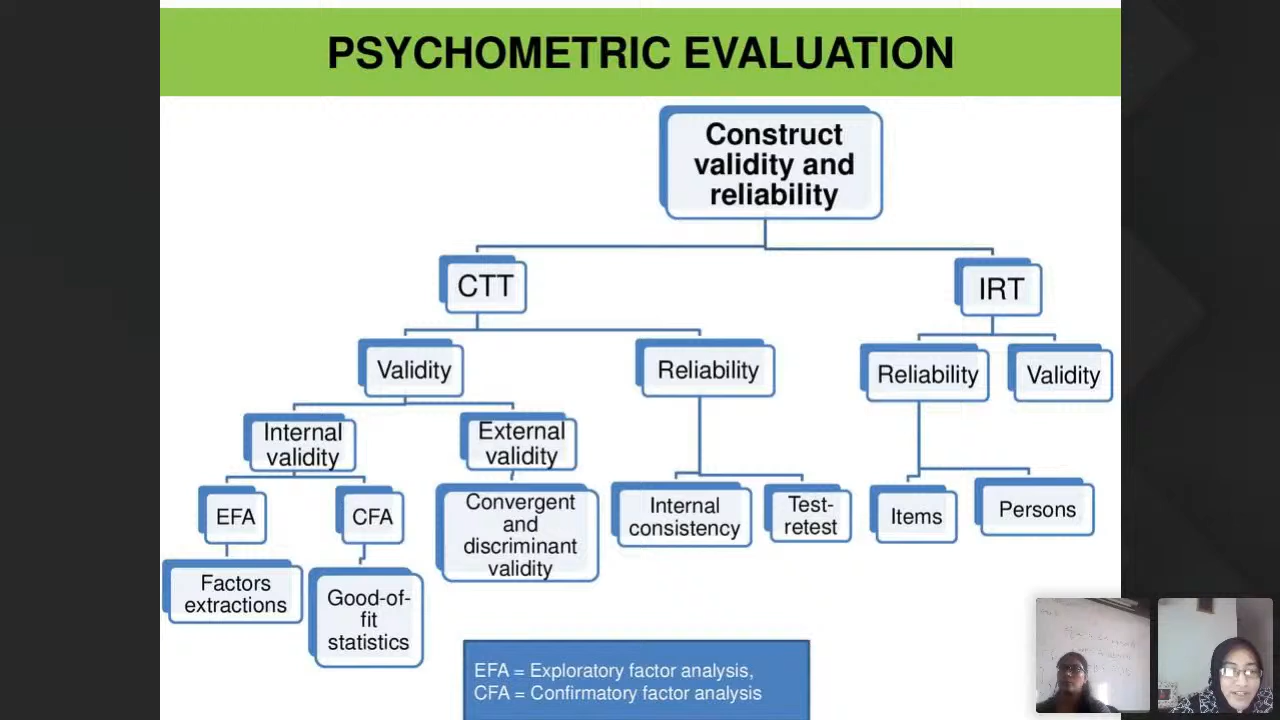 PSYCHOMETRIC EVALUATION
Construct
validity and
reliability
CTT
IRT
Validity
Reliability
Reliability
Validity
Internal
validity
External
validity
EFA
CFA
Convergent
and
discriminant
validity
Internal
consistency
Test-
retest
Items
Persons
Factors
extractions
Good-of-
fit
statistics
EFA = Exploratory factor analysis,
CFA = Confirmatory factor analysis